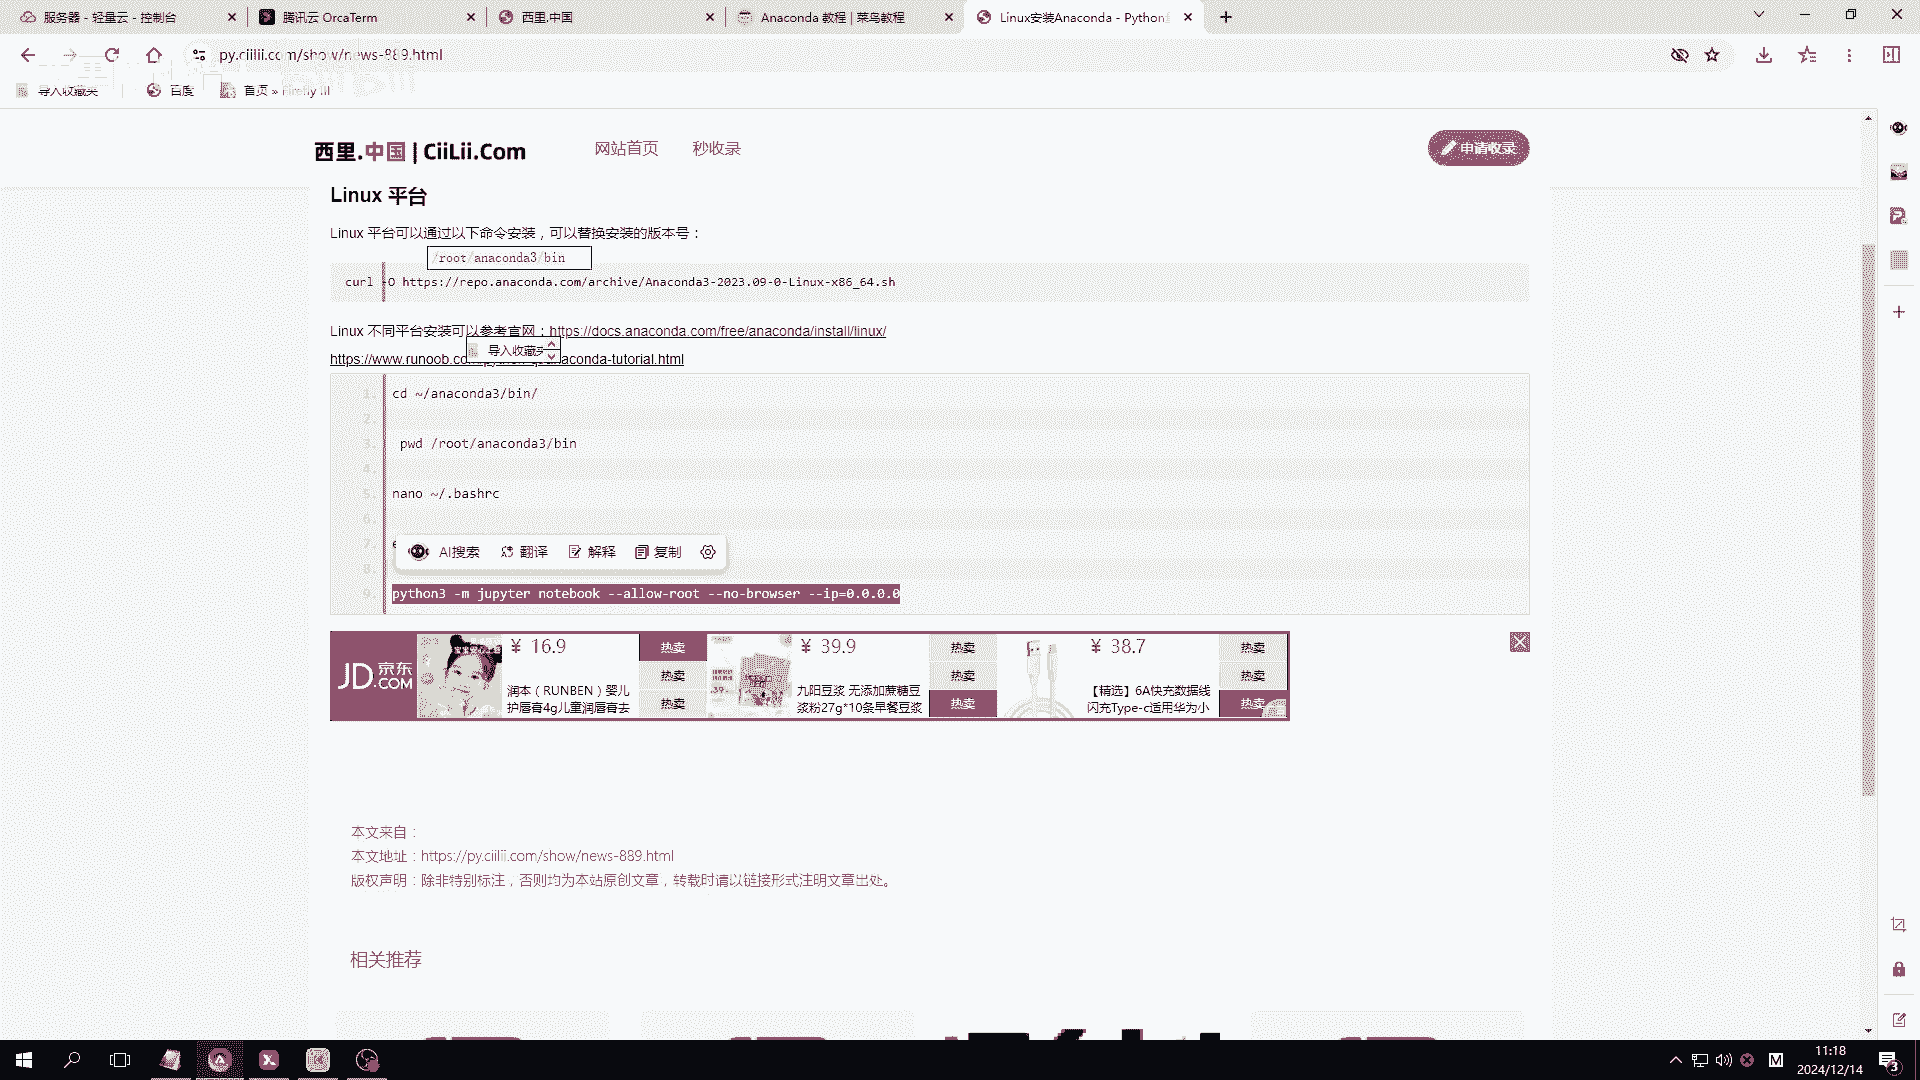 服务器 - 轻量云 - 控制台
腾讯云 OrcaTerm
西里.中国
Anaconda 教程 | 菜鸟教程
Linux安装Anaconda - Python
py.ciilii.com/show/news-889.html
导入收藏夹
百度
首页 » Firefly III
西里.中国 | CiiLii.Com
网站首页
秒收录
申请收录
Linux 平台
Linux 平台可以通过以下命令安装，可以替换安装的版本号：
/root/anaconda3/bin
curl -O https://repo.anaconda.com/archive/Anaconda3-2023.09-0-Linux-x86_64.sh
Linux 不同平台安装可以参考官网：https://docs.anaconda.com/free/anaconda/install/linux/
导入收藏夹
https://www.runoob.co aconda-tutorial.html
1. cd ~/anaconda3/bin/
2.
3. pwd /root/anaconda3/bin
4.
5. nano ~/.bashrc
6.
7. e
AI搜索 翻译 解释 复制
8.
9. python3 -m jupyter notebook --allow-root --no-browser --ip=0.0.0.0
JD京东
.COM
¥ 16.9
润本（RUNBEN）婴儿
护唇膏4g儿童润唇膏去
热卖
热卖
热卖
¥ 39.9
九阳豆浆 无添加蔗糖豆
浆粉27g*10条早餐豆浆
热卖
热卖
热卖
¥ 38.7
【精选】6A快充数据线
闪充Type-c适用华为小
热卖
热卖
热卖
本文来自：
本文地址：https://py.ciilii.com/show/news-889.html
版权声明：除非特别标注，否则均为本站原创文章，转载时请以链接形式注明文章出处。
相关推荐
M
11:18
2024/12/14
3